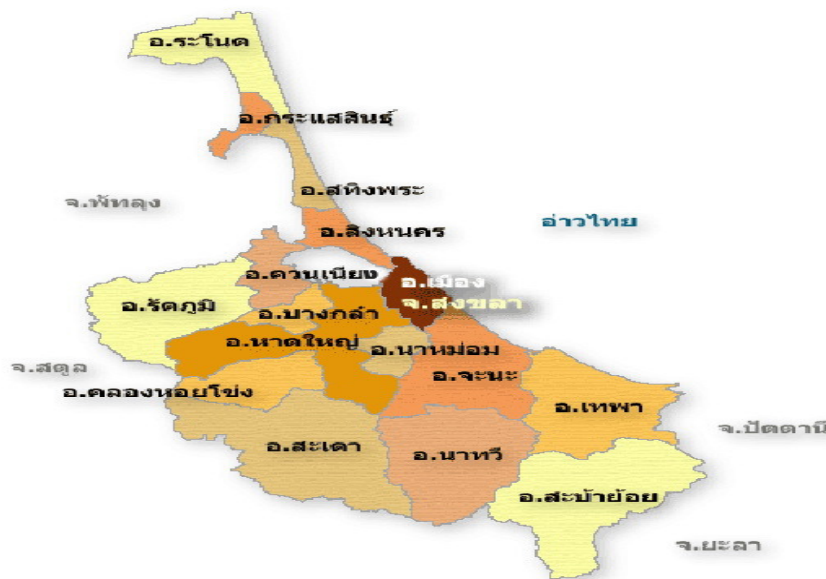 อ.ระโนด
อ.กระแสสินธุ์
อ.สทิงพระ
จ.พัทลุง
อ่าวไทย
อ.สิงหนคร
อ.ควนเนียง
อ.เมือง
จ.สงขลา
อ.รัตภูมิ
อ.บางกล่ำ
อ.หาดใหญ่
อ.นาหม่อม
จ.สตูล
อ.จะนะ
อ.คลองหอยโข่ง
อ.เทพา
จ.ปัตตานี
อ.สะเดา
อ.นาทวี
อ.สะบ้าย้อย
จ.ยะลา